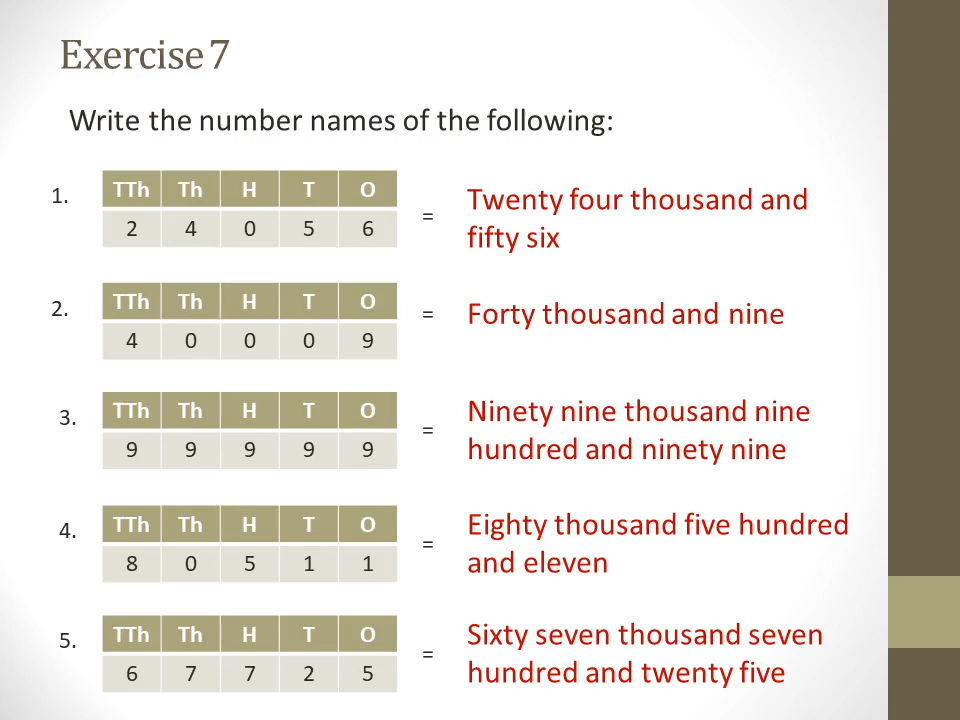 Exercise 7
Write the number names of the following:
1.
TTh Th H T O
2 4 0 5 6
=
Twenty four thousand and
fifty six
2.
TTh Th H T O
4 0 0 0 9
=
Forty thousand and nine
3.
TTh Th H T O
9 9 9 9 9
=
Ninety nine thousand nine
hundred and ninety nine
4.
TTh Th H T O
8 0 5 1 1
=
Eighty thousand five hundred
and eleven
5.
TTh Th H T O
6 7 7 2 5
=
Sixty seven thousand seven
hundred and twenty five